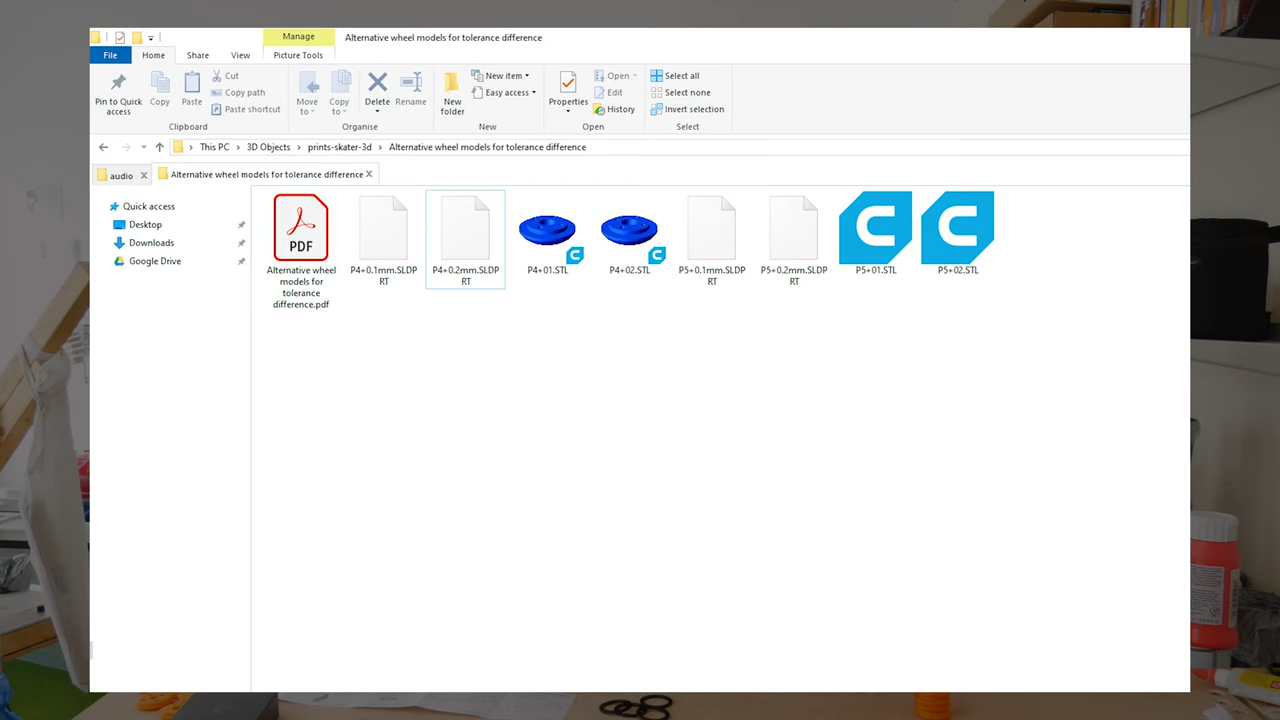 Manage
Alternative wheel models for tolerance difference
File
Home
Share
View
Picture Tools
Pin to Quick
access
Copy
Paste
Cut
Copy path
Paste shortcut
Clipboard
Move
to
Copy
to
Delete
Rename
Organise
New
folder
New item
Easy access
New
Properties
Open
Edit
History
Open
Select all
Select none
Invert selection
Select
This PC > 3D Objects > prints-skater-3d > Alternative wheel models for tolerance difference
audio
Alternative wheel models for tolerance difference
Quick access
Desktop
Downloads
Google Drive
PDF
Alternative wheel
models for
tolerance
difference.pdf
P4+0.1mm.SLDP
RT
P4+0.2mm.SLDP
RT
P4+01.STL
P4+02.STL
P5+0.1mm.SLDP
RT
P5+0.2mm.SLDP
RT
P5+01.STL
P5+02.STL